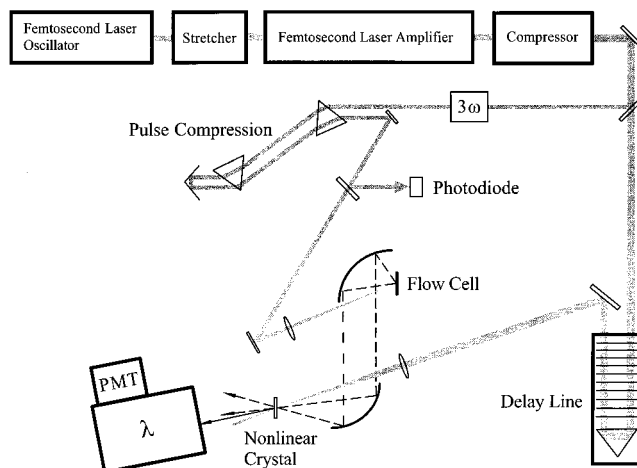 Femtosecond Laser
Oscillator
Stretcher
Femtosecond Laser Amplifier
Compressor
3ω
Pulse Compression
Photodiode
Flow Cell
PMT
λ
Nonlinear
Crystal
Delay Line